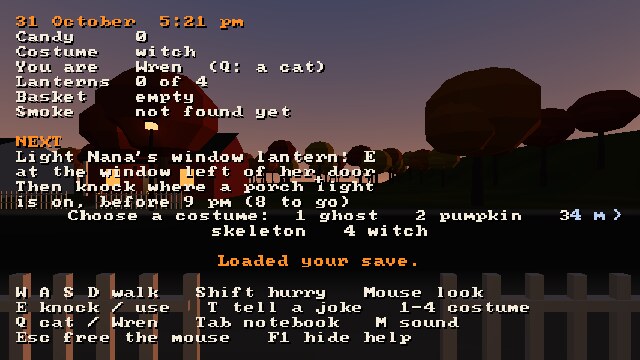 31 October  5:21 pm
Candy     0
Costume   witch
You are   Wren  (Q: a cat)
Lanterns  0 of 4
Basket    empty
Smoke     not found yet
NEXT
Light Nana's window lantern: E
at the window left of her door
Then knock where a porch light
is on, before 9 pm (8 to go)
Choose a costume:  1 ghost   2 pumpkin   3
4 m )
skeleton   4 witch
Loaded your save.
W A S D walk   Shift hurry   Mouse look
E knock / use   T tell a joke   1-4 costume
Q cat / Wren   Tab notebook   M sound
Esc free the mouse   F1 hide help